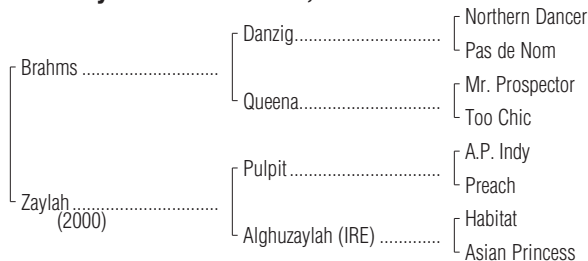 Northern Dancer
Danzig
Pas de Nom
Brahms
Mr. Prospector
Queena
Too Chic
A.P. Indy
Pulpit
Preach
Zaylah
(2000)
Habitat
Alghuzaylah (IRE)
Asian Princess